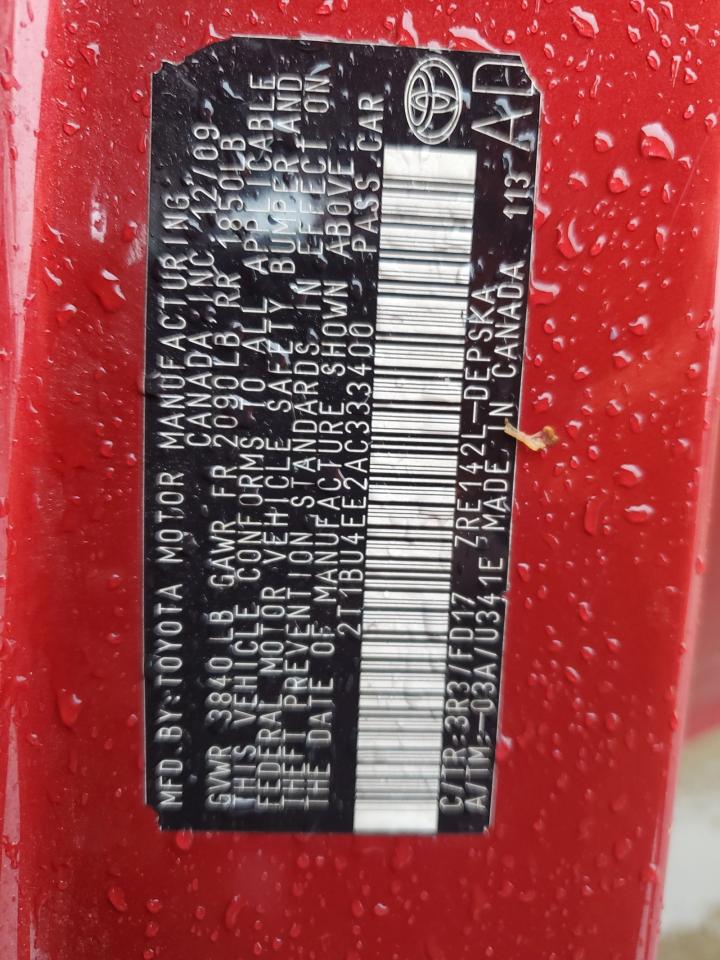 MFD.BY:TOYOTA MOTOR MANUFACTURING
CANADA INC. 12/09
GVWR 3840LB GAWR FR 2090LB RR 1850LB
THIS VEHICLE CONFORMS TO ALL APPLICABLE
FEDERAL MOTOR VEHICLE SAFETY BUMPER AND
THEFT PREVENTION STANDARDS IN EFFECT ON
THE DATE OF MANUFACTURE SHOWN ABOVE.
2T1BU4EE2AC333400 PASS.CAR
C/TR:3R3/FD17 ZRE142L-DEPSKA
A/TM:-03A/U341E MADE IN CANADA 113
AD